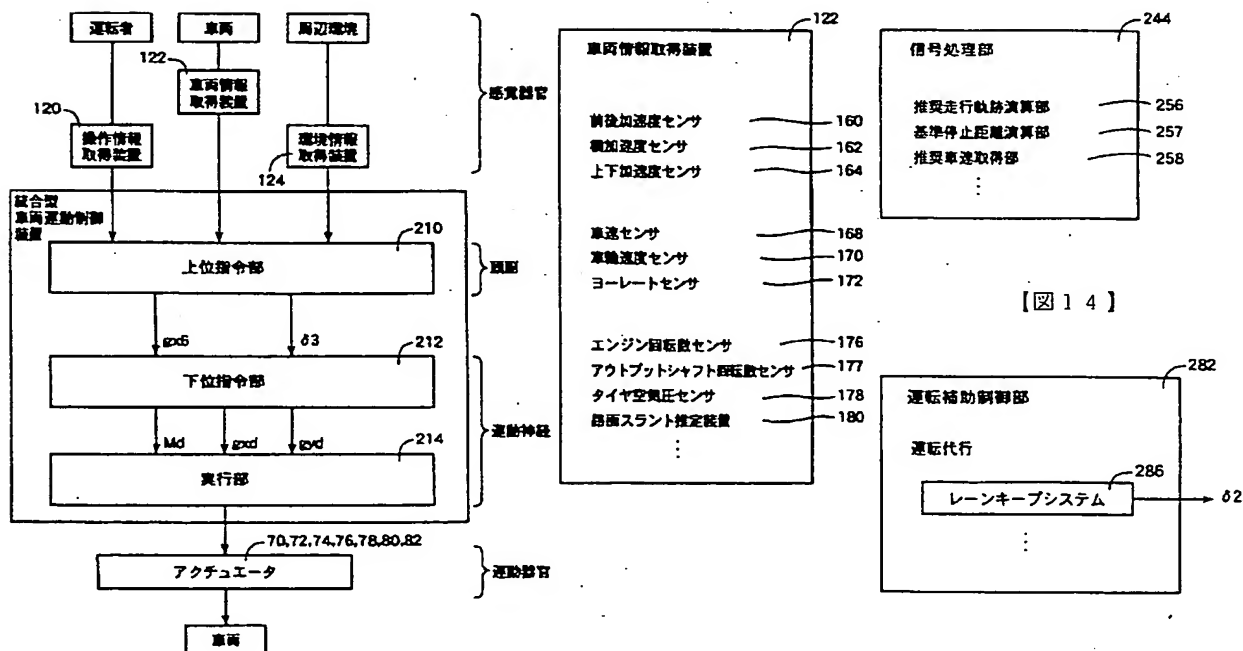 運転者
車両
周辺環境
122
車両情報
取得装置
120
操作情報
取得装置
環境情報
取得装置
124
感覚器官
統合型
車両運動制御
装置
210
上位指令部
頭脳
gx6
δ3
212
下位指令部
Md
gxd
gyd
214
実行部
運動神経
70,72,74,76,78,80,82
アクチュエータ
運動器官
車両
122
車両情報取得装置
前後加速度センサ 160
横加速度センサ 162
上下加速度センサ 164
車速センサ 168
車輪速度センサ 170
ヨーレートセンサ 172
エンジン回転数センサ 176
アウトプットシャフト回転数センサ 177
タイヤ空気圧センサ 178
路面スラント推定装置 180
244
信号処理部
推奨走行軌跡演算部 256
基準停止距離演算部 257
推奨車速取得部 258
【図14】
282
運転補助制御部
運転代行
286
レーンキープシステム
δ2